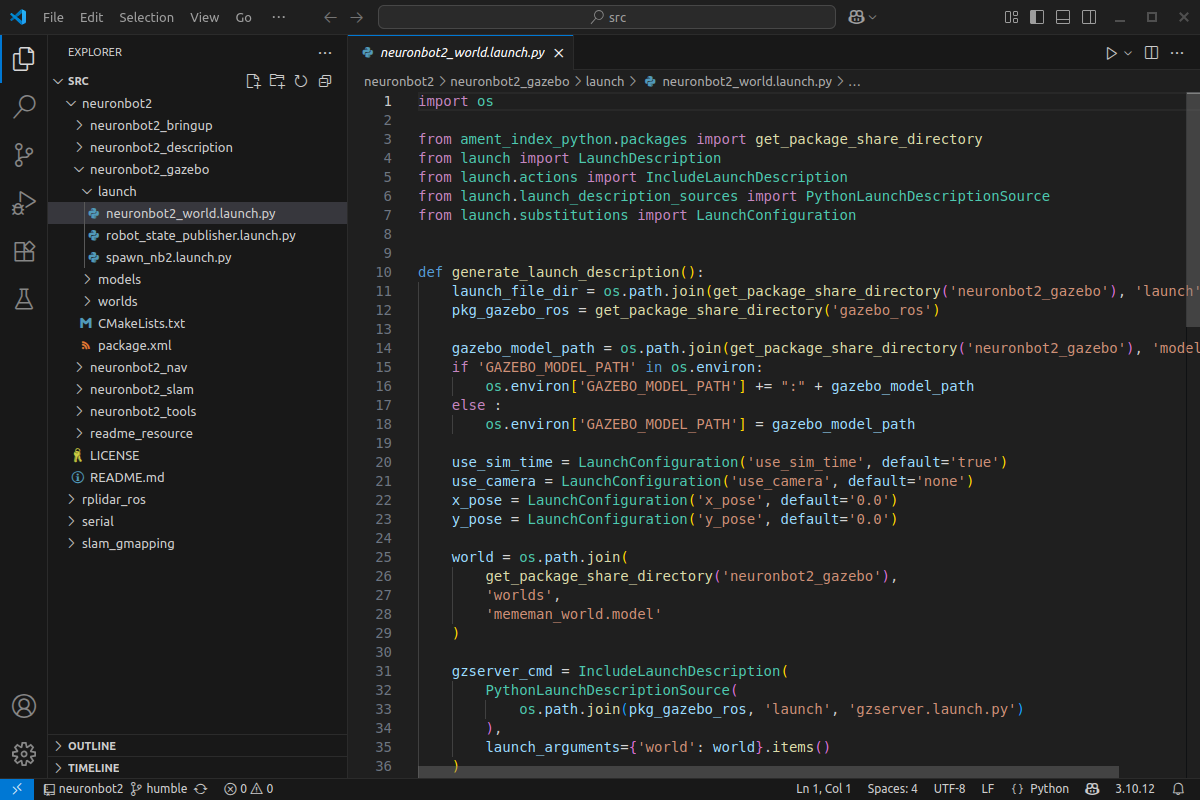 File Edit Selection View Go ··· src
EXPLORER ···
SRC
neuronbot2
neuronbot2_bringup
neuronbot2_description
neuronbot2_gazebo
launch
neuronbot2_world.launch.py
robot_state_publisher.launch.py
spawn_nb2.launch.py
models
worlds
CMakeLists.txt
package.xml
neuronbot2_nav
neuronbot2_slam
neuronbot2_tools
readme_resource
LICENSE
README.md
rplidar_ros
serial
slam_gmapping
OUTLINE
TIMELINE
neuronbot2_world.launch.py
neuronbot2 > neuronbot2_gazebo > launch > neuronbot2_world.launch.py > ...
1 import os
2
3 from ament_index_python.packages import get_package_share_directory
4 from launch import LaunchDescription
5 from launch.actions import IncludeLaunchDescription
6 from launch.launch_description_sources import PythonLaunchDescriptionSource
7 from launch.substitutions import LaunchConfiguration
8
9
10 def generate_launch_description():
11     launch_file_dir = os.path.join(get_package_share_directory('neuronbot2_gazebo'), 'launch'
12     pkg_gazebo_ros = get_package_share_directory('gazebo_ros')
13
14     gazebo_model_path = os.path.join(get_package_share_directory('neuronbot2_gazebo'), 'model
15     if 'GAZEBO_MODEL_PATH' in os.environ:
16         os.environ['GAZEBO_MODEL_PATH'] += ":" + gazebo_model_path
17     else :
18         os.environ['GAZEBO_MODEL_PATH'] = gazebo_model_path
19
20     use_sim_time = LaunchConfiguration('use_sim_time', default='true')
21     use_camera = LaunchConfiguration('use_camera', default='none')
22     x_pose = LaunchConfiguration('x_pose', default='0.0')
23     y_pose = LaunchConfiguration('y_pose', default='0.0')
24
25     world = os.path.join(
26         get_package_share_directory('neuronbot2_gazebo'),
27         'worlds',
28         'mememan_world.model'
29     )
30
31     gzserver_cmd = IncludeLaunchDescription(
32         PythonLaunchDescriptionSource(
33             os.path.join(pkg_gazebo_ros, 'launch', 'gzserver.launch.py')
34         ),
35         launch_arguments={'world': world}.items()
36     )
neuronbot2 humble 0 0 Ln 1, Col 1 Spaces: 4 UTF-8 LF {} Python 3.10.12